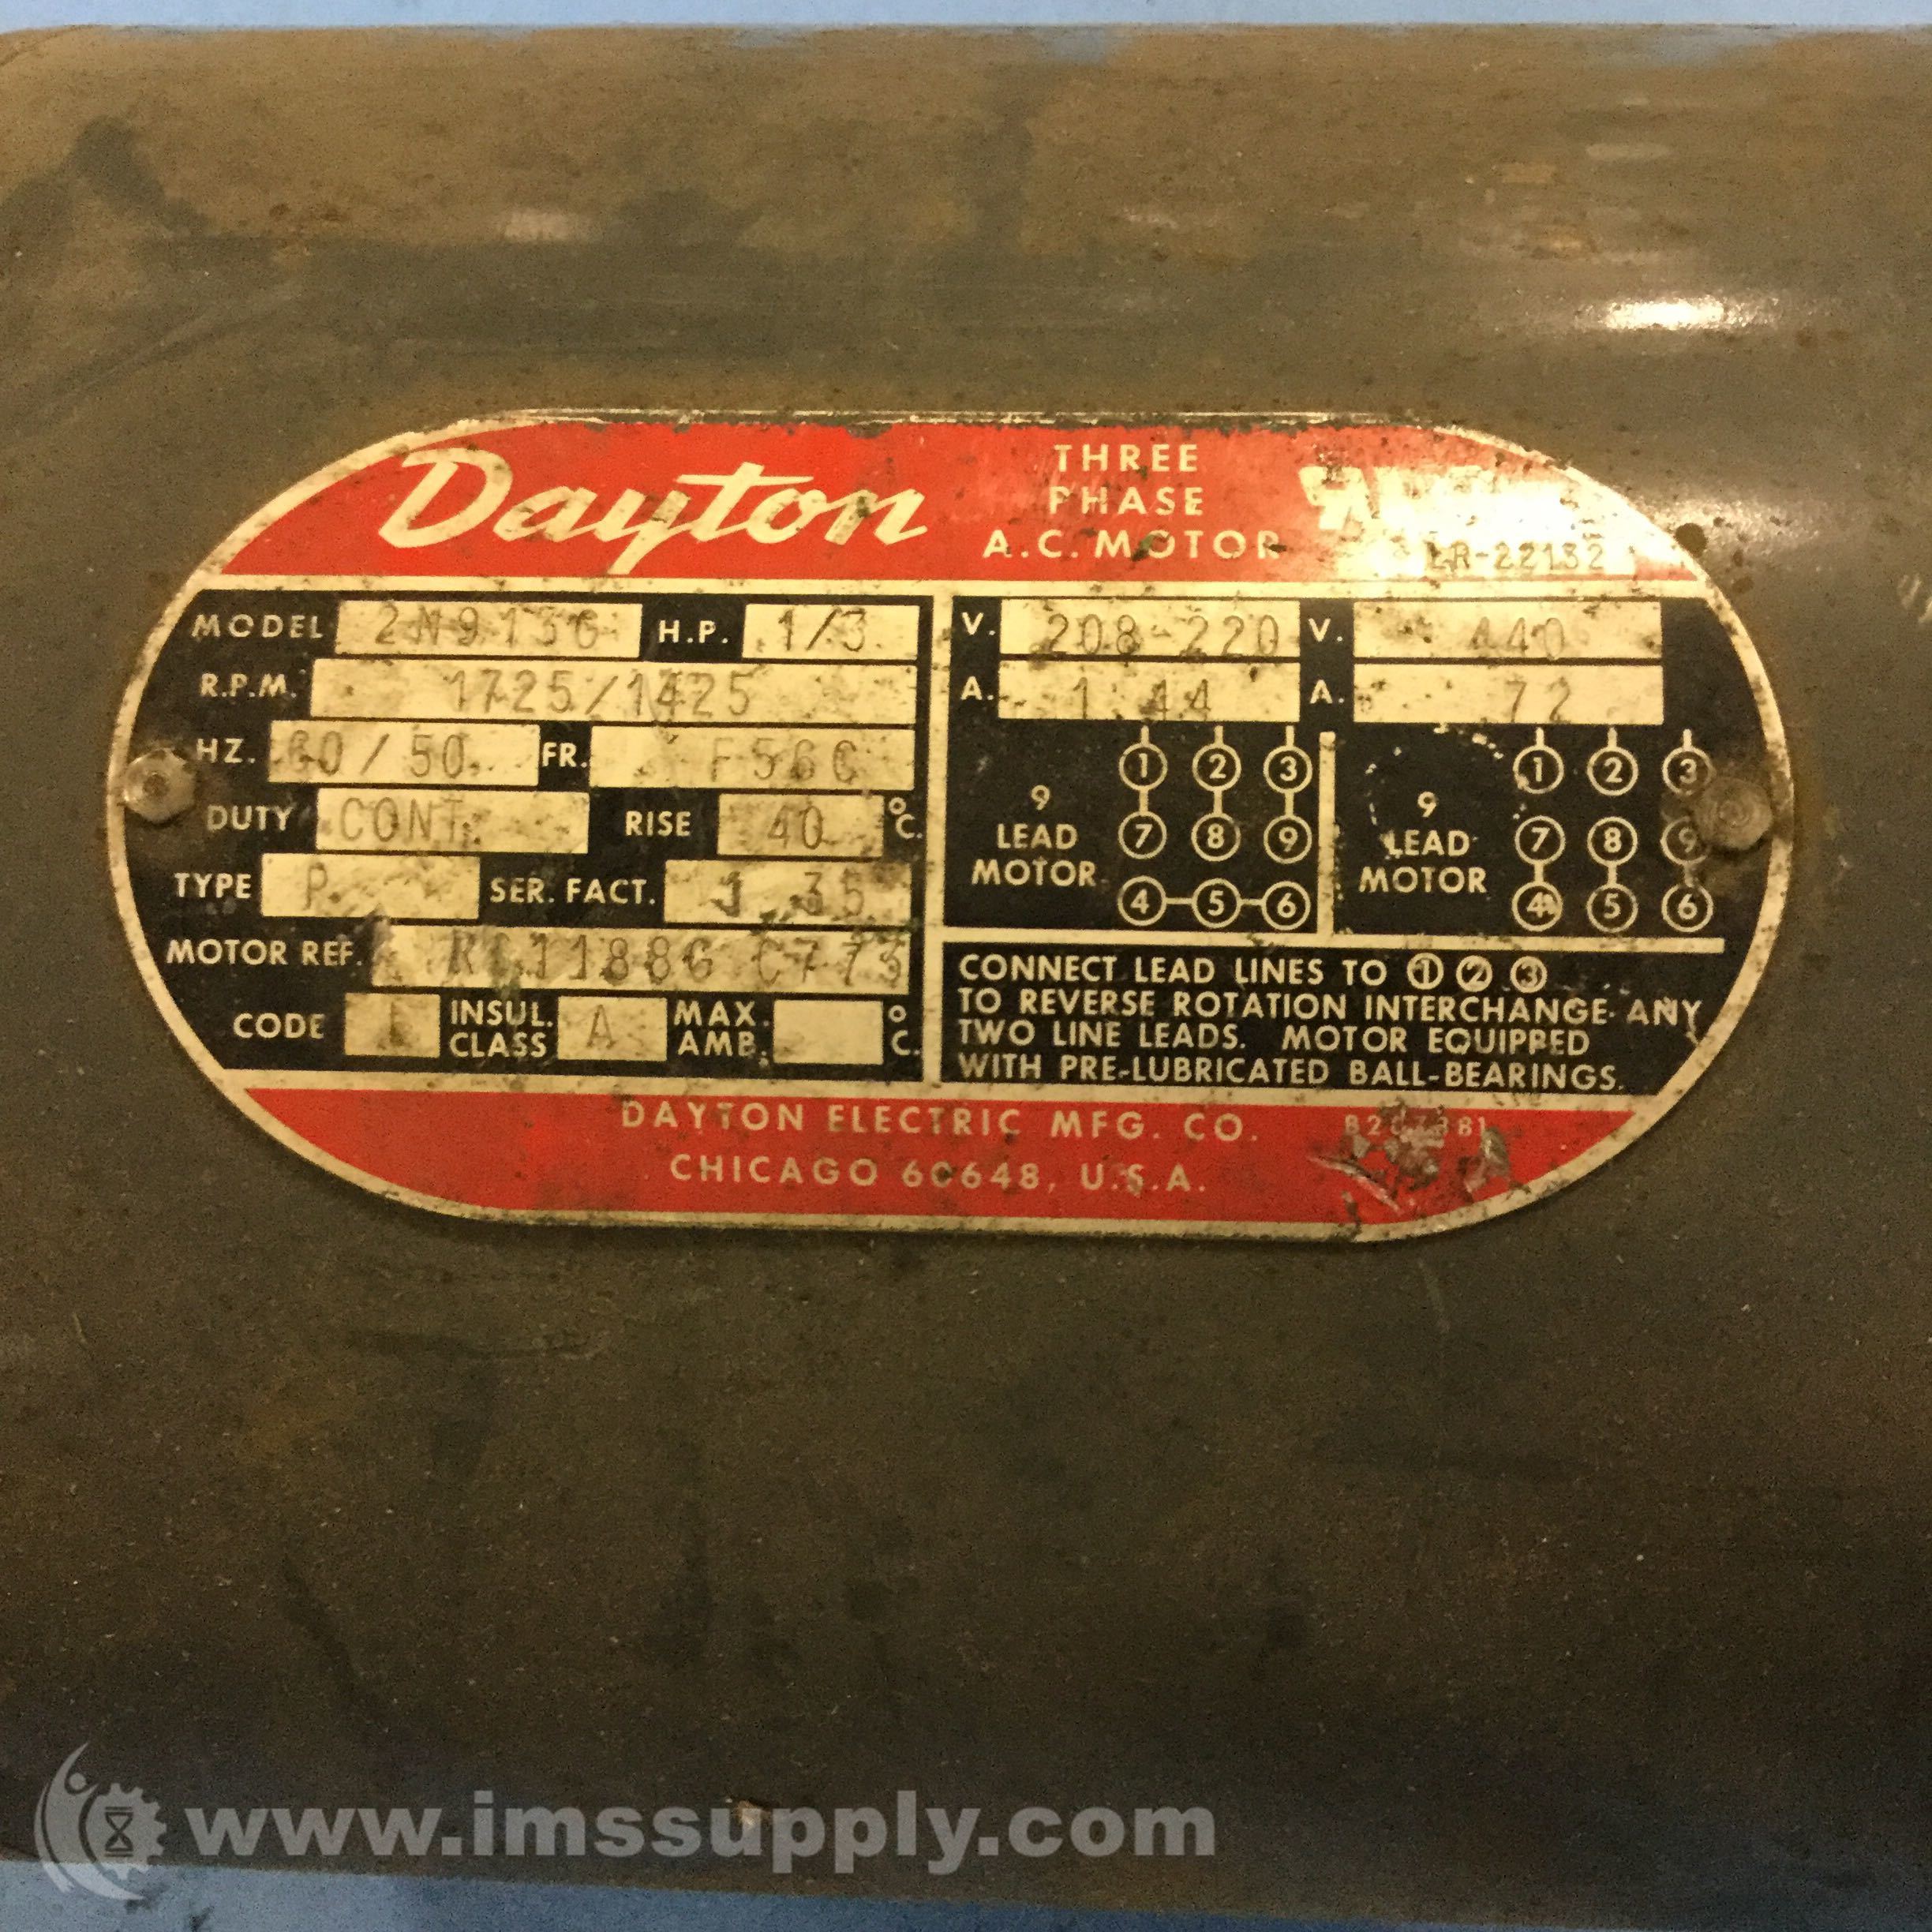 Dayton
THREE
PHASE
A.C. MOTOR
LR-22132
MODEL 2N913G H.P. 1/3
R.P.M. 1725/1425
HZ. 60/50 FR. F56C
DUTY CONT. RISE 40 °C.
TYPE P SER. FACT. 1 35
MOTOR REF. C773
CODE INSUL. CLASS A MAX. AMB. °C.
V. 208-220 V. 440
A. 1 44 A. 72
9 LEAD MOTOR
1 2 3
7 8 9
4 5 6
9 LEAD MOTOR
1 2 3
7 8 9
4 5 6
CONNECT LEAD LINES TO ① ② ③
TO REVERSE ROTATION INTERCHANGE ANY
TWO LINE LEADS. MOTOR EQUIPPED
WITH PRE-LUBRICATED BALL-BEARINGS.
DAYTON ELECTRIC MFG. CO.
CHICAGO 60648, U.S.A.
www.imssupply.com